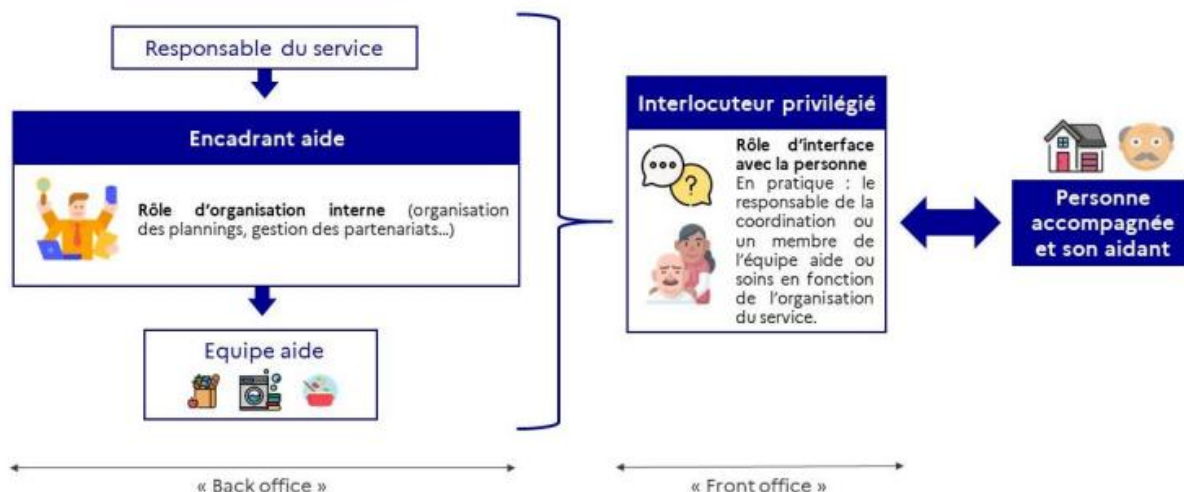 Responsable du service
Encadrant aide
Rôle d'organisation interne (organisation
des plannings, gestion des partenariats...)
Equipe aide
« Back office »
Interlocuteur privilégié
Rôle d'interface
avec la personne
En pratique : le
responsable de la
coordination ou
un membre de
l'équipe aide ou
soins en fonction
de l'organisation
du service.
« Front office »
Personne
accompagnée
et son aidant